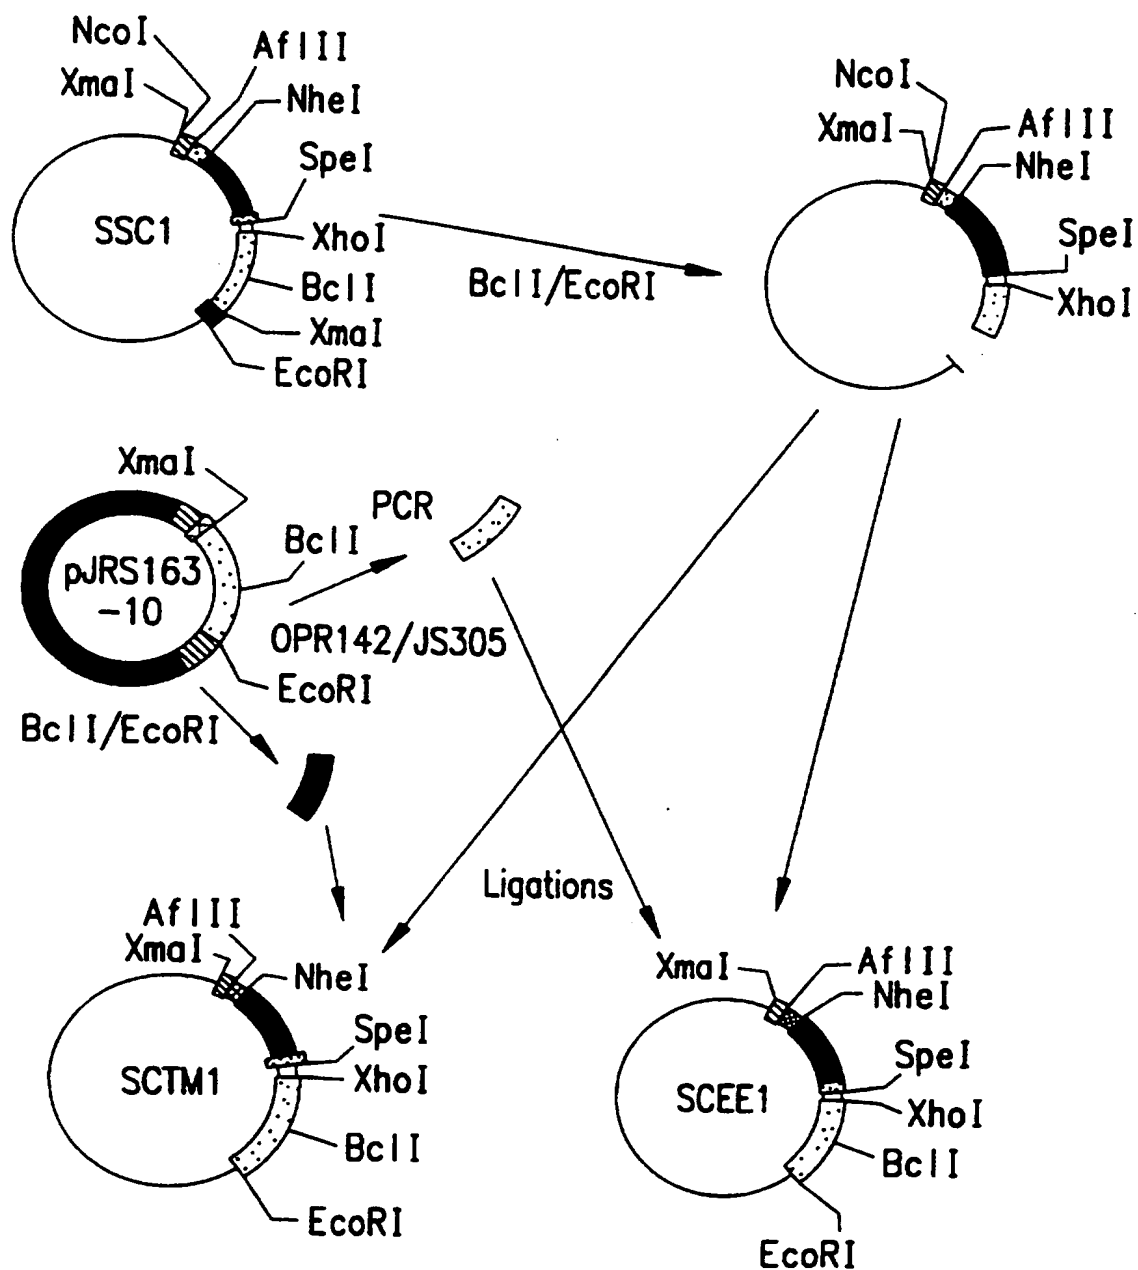 NcoI
AflII
XmaI
NheI
SpeI
SSC1
XhoI
BclI
XmaI
EcoRI
BclI/EcoRI
NcoI
XmaI
AflII
NheI
SpeI
XhoI
XmaI
PCR
BclI
pJRS163
-10
OPR142/JS305
EcoRI
BclI/EcoRI
Ligations
AflII
XmaI
NheI
SpeI
SCTM1
XhoI
BclI
EcoRI
XmaI
AflII
NheI
SpeI
SCEE1
XhoI
BclI
EcoRI